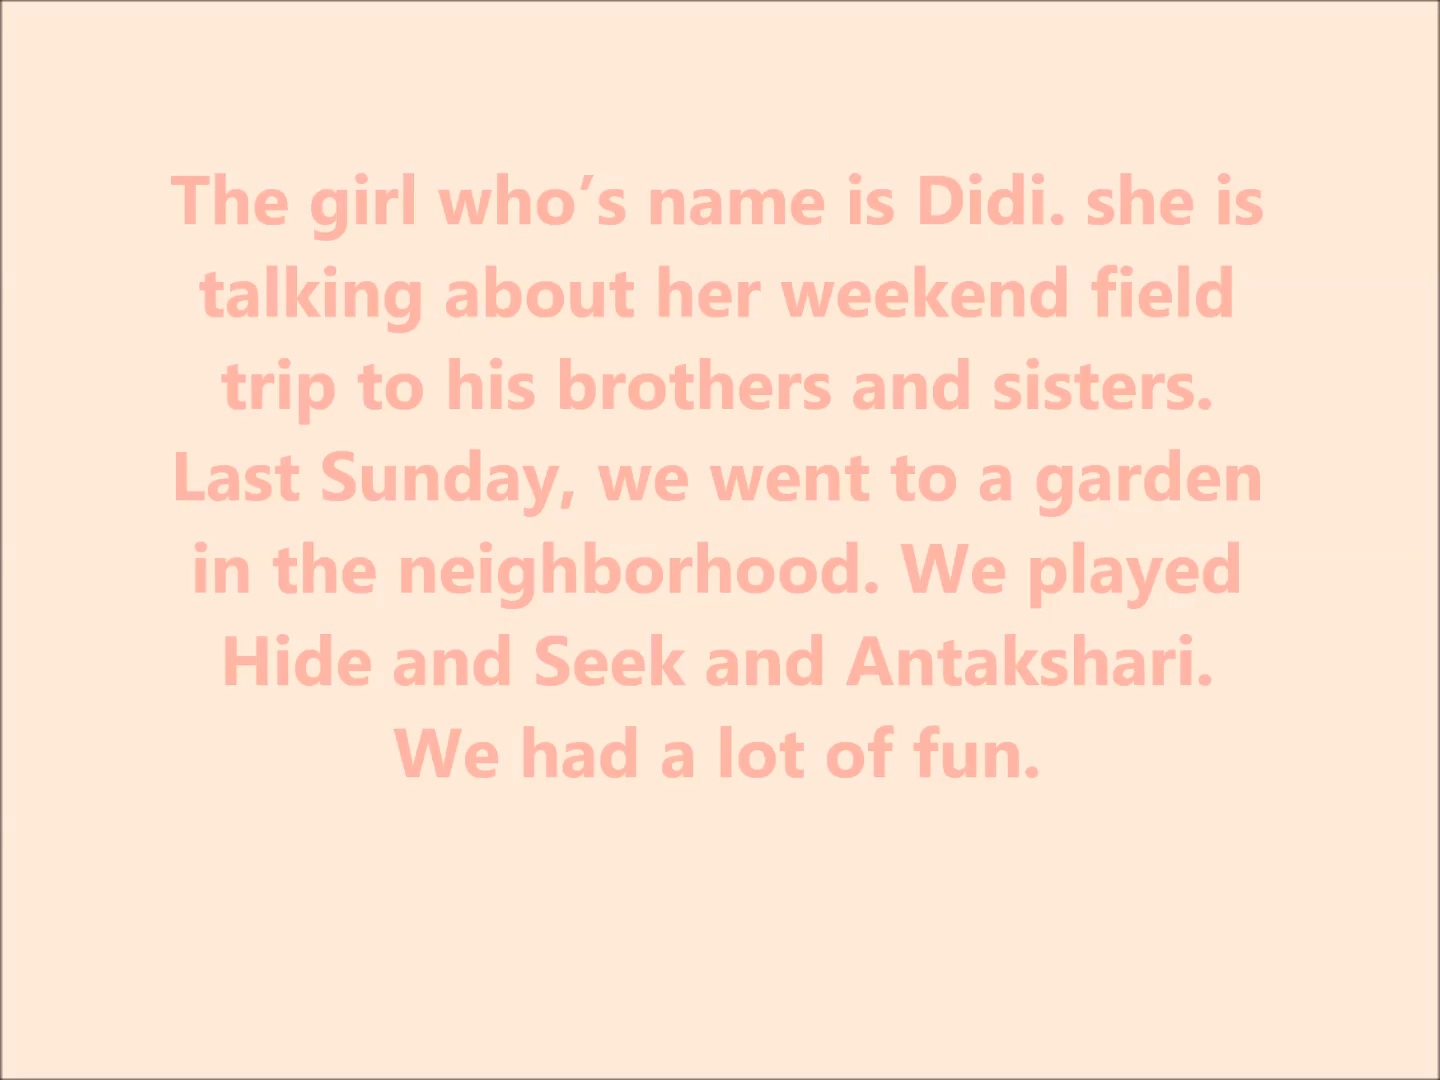 The girl who’s name is Didi. she is
talking about her weekend field
trip to his brothers and sisters.
Last Sunday, we went to a garden
in the neighborhood. We played
Hide and Seek and Antakshari.
We had a lot of fun.